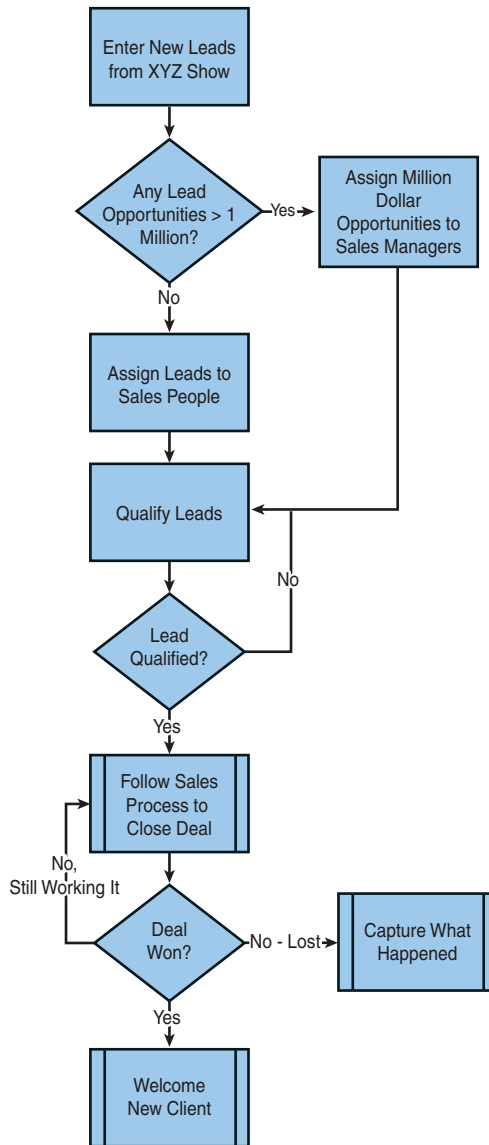 Enter New Leads
from XYZ Show
Any Lead
Opportunities > 1
Million?
Yes
Assign Million
Dollar
Opportunities to
Sales Managers
No
Assign Leads to
Sales People
Qualify Leads
No
Lead
Qualified?
Yes
Follow Sales
Process to
Close Deal
No,
Still Working It
Deal
Won?
No - Lost
Capture What
Happened
Yes
Welcome
New Client